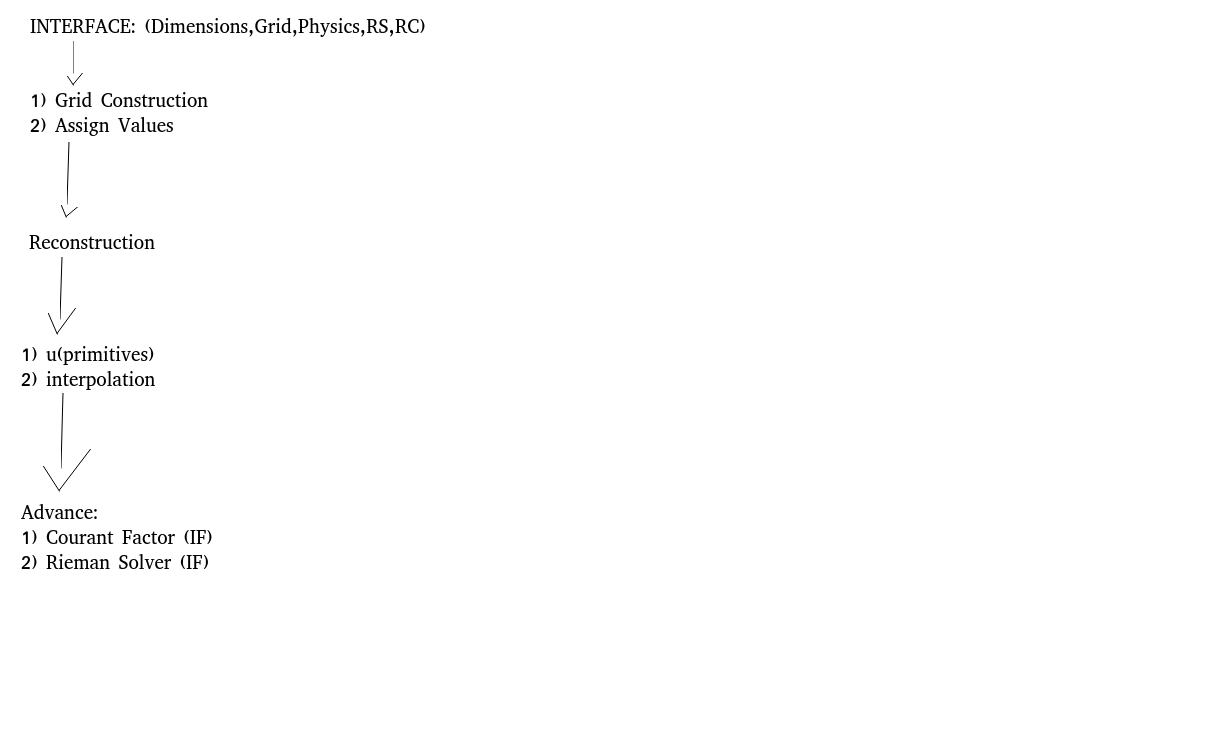 INTERFACE: (Dimensions,Grid,Physics,RS,RC)
1) Grid Construction
2) Assign Values
Reconstruction
1) u(primitives)
2) interpolation
Advance:
1) Courant Factor (IF)
2) Rieman Solver (IF)